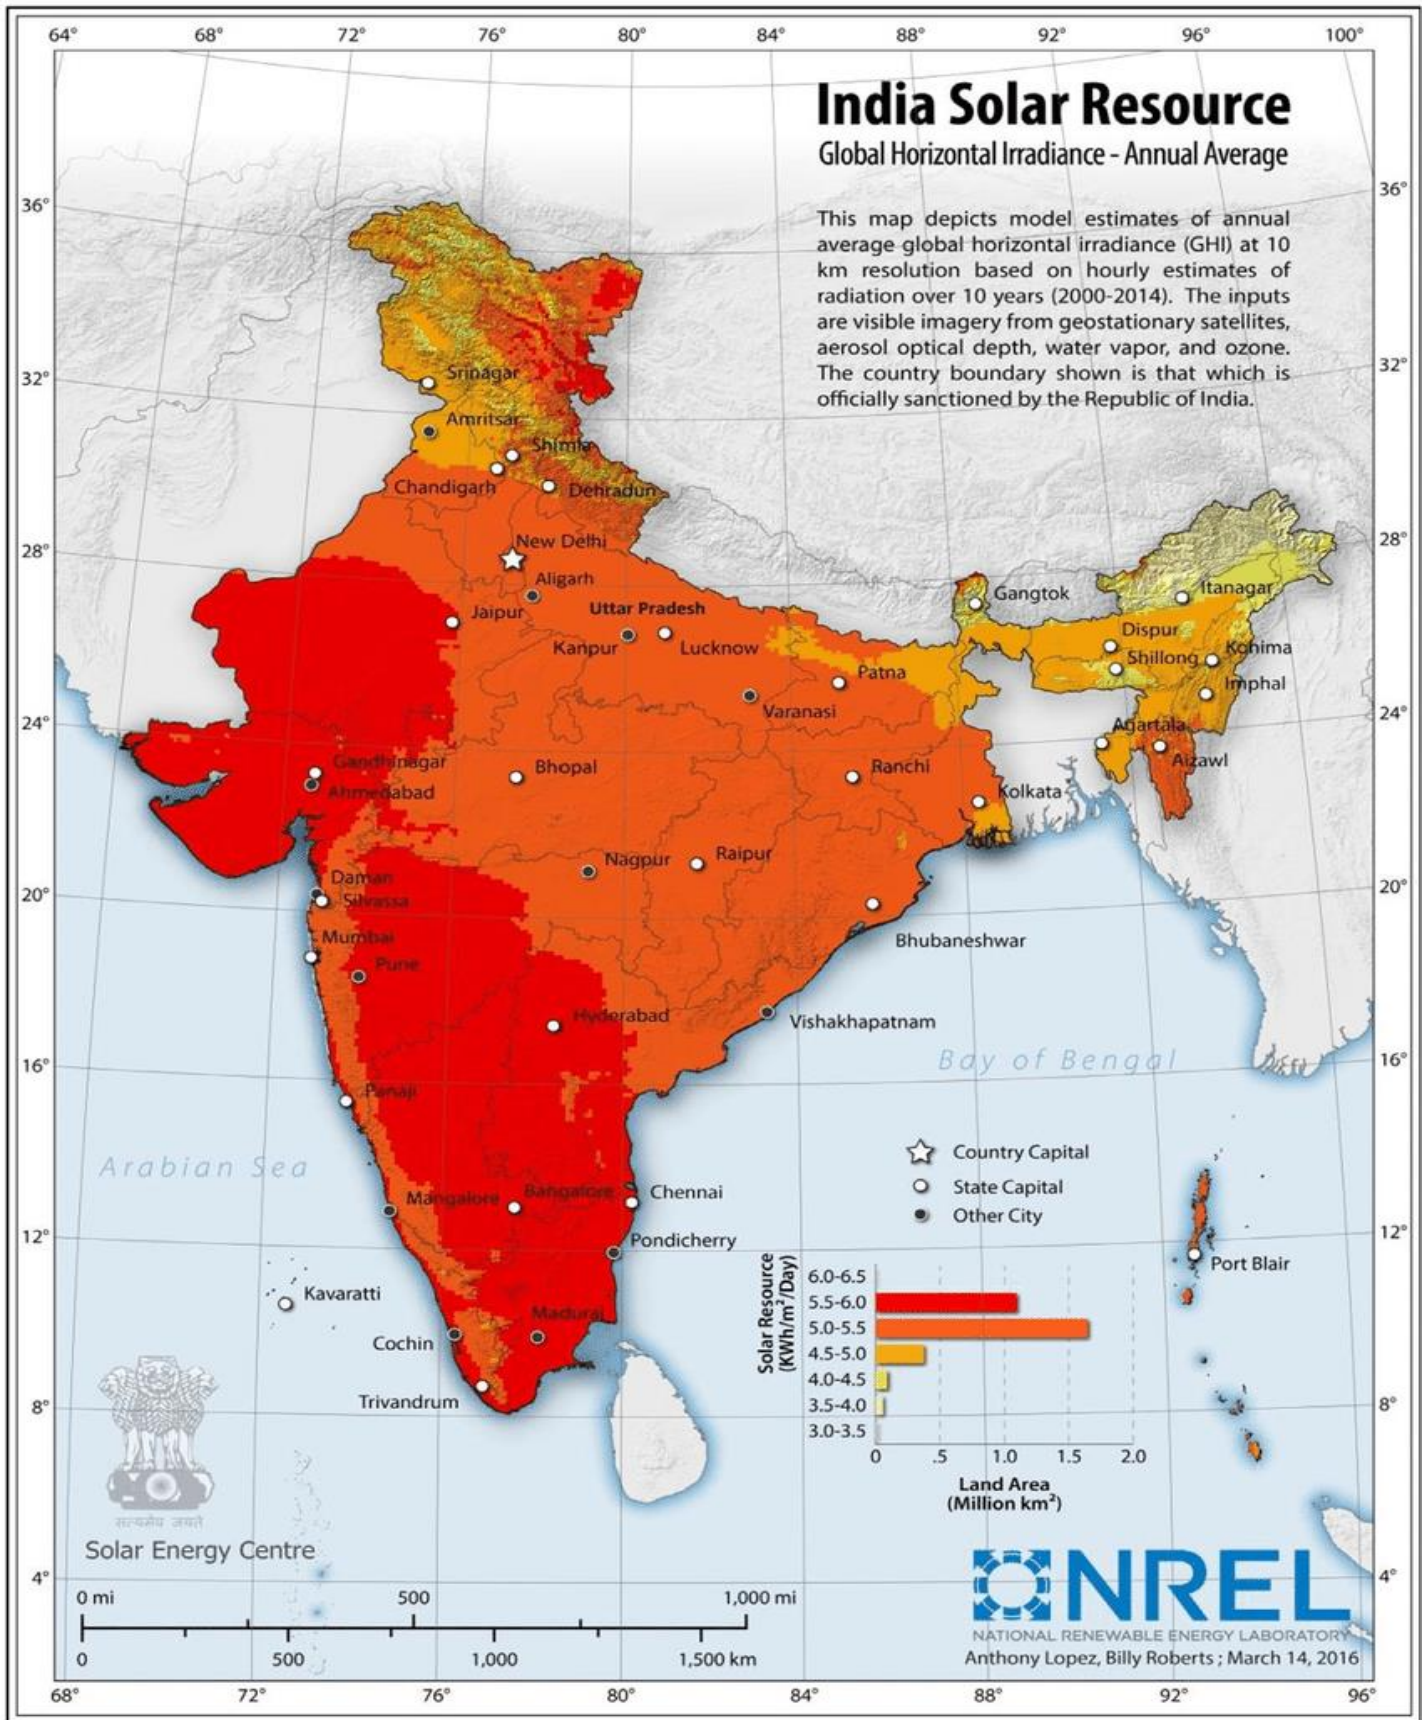 64° 68° 72° 76° 80° 84° 88° 92° 96° 100°
India Solar Resource
Global Horizontal Irradiance - Annual Average
This map depicts model estimates of annual
average global horizontal irradiance (GHI) at 10
km resolution based on hourly estimates of
radiation over 10 years (2000-2014). The inputs
are visible imagery from geostationary satellites,
aerosol optical depth, water vapor, and ozone.
The country boundary shown is that which is
officially sanctioned by the Republic of India.
36° 36°
32° 32°
Srinagar
Amritsar
Shimla
Chandigarh
Dehradun
28° 28°
New Delhi
Aligarh
Gangtok
Itanagar
Jaipur
Uttar Pradesh
Kanpur
Lucknow
Dispur
Shillong
Kohima
Patna
Imphal
Varanasi
24° 24°
Agartala
Aizawl
Gandhinagar
Ahmedabad
Bhopal
Ranchi
Kolkata
Nagpur
Raipur
20° 20°
Daman
Silvassa
Mumbai
Bhubaneshwar
Pune
Hyderabad
Vishakhapatnam
Bay of Bengal
16° 16°
Panaji
Arabian Sea
Country Capital
State Capital
Other City
Mangalore
Bangalore
Chennai
12° 12°
Pondicherry
Port Blair
Kavaratti
Madurai
Cochin
Trivandrum
8° 8°
Solar Resource
(KWh/m²/Day)
6.0-6.5
5.5-6.0
5.0-5.5
4.5-5.0
4.0-4.5
3.5-4.0
3.0-3.5
0 .5 1.0 1.5 2.0
Land Area
(Million km²)
सत्यमेव जयते
Solar Energy Centre
4° 4°
0 mi 500 1,000 mi
0 500 1,000 1,500 km
NREL
NATIONAL RENEWABLE ENERGY LABORATORY
Anthony Lopez, Billy Roberts ; March 14, 2016
68° 72° 76° 80° 84° 88° 92° 96°